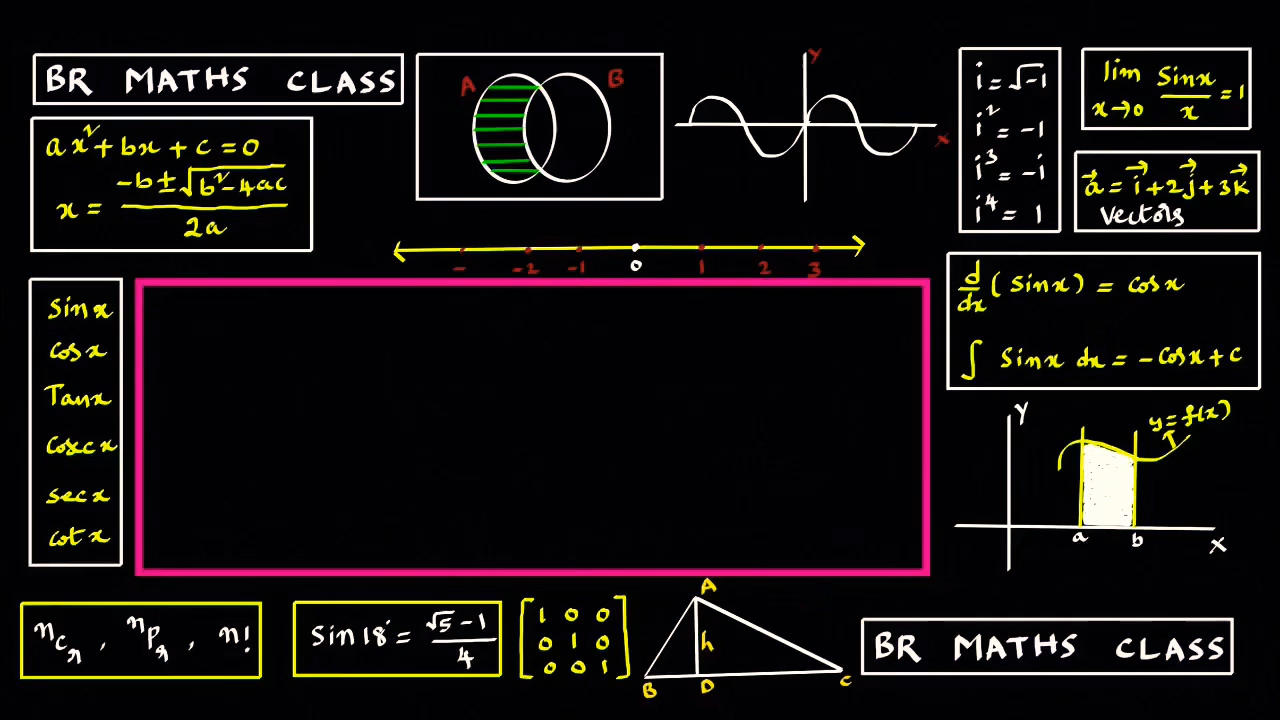 BR MATHS CLASS
ax² + bx + c = 0
x = (-b ± √(b² - 4ac)) / 2a
A B
Y
X
i = √-1
i² = -1
i³ = -i
i⁴ = 1
lim x→0 Sinx/x = 1
a⃗ = i⃗ + 2j⃗ + 3k⃗
Vectors
- -2 -1 0 1 2 3
Sinx
Cosx
Tanx
Cosecx
secx
cotx
d/dx (Sinx) = Cosx
∫ Sinx dx = -Cosx + c
Y
y = f(x)
a b
X
nCr , nPr , n!
Sin18° = (√5 - 1)/4
1 0 0
0 1 0
0 0 1
A
h
B D C
BR MATHS CLASS